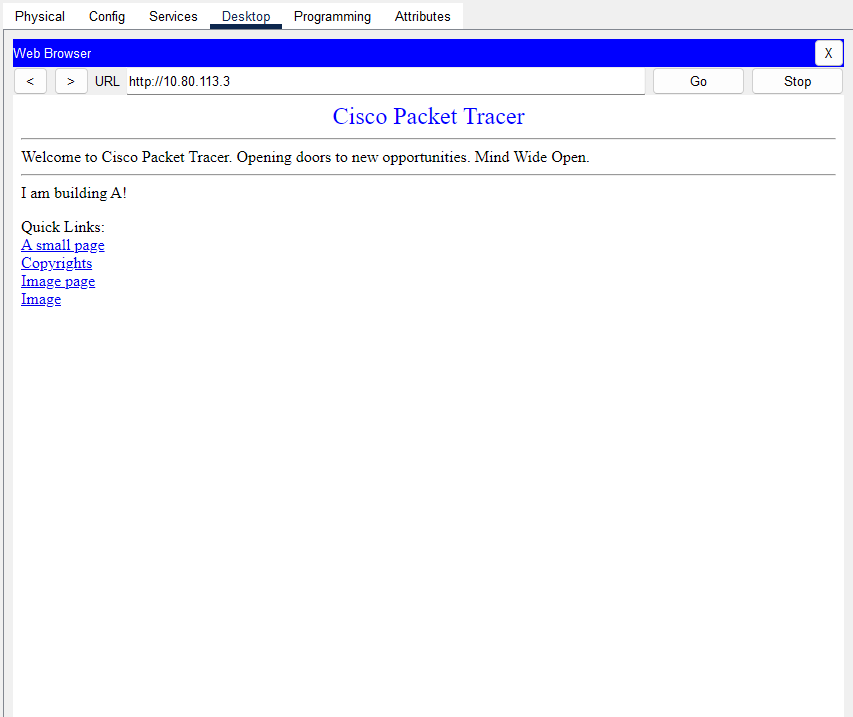 Physical Config Services Desktop Programming Attributes
Web Browser X
< > URL http://10.80.113.3 Go Stop
Cisco Packet Tracer
Welcome to Cisco Packet Tracer. Opening doors to new opportunities. Mind Wide Open.
I am building A!
Quick Links:
A small page
Copyrights
Image page
Image